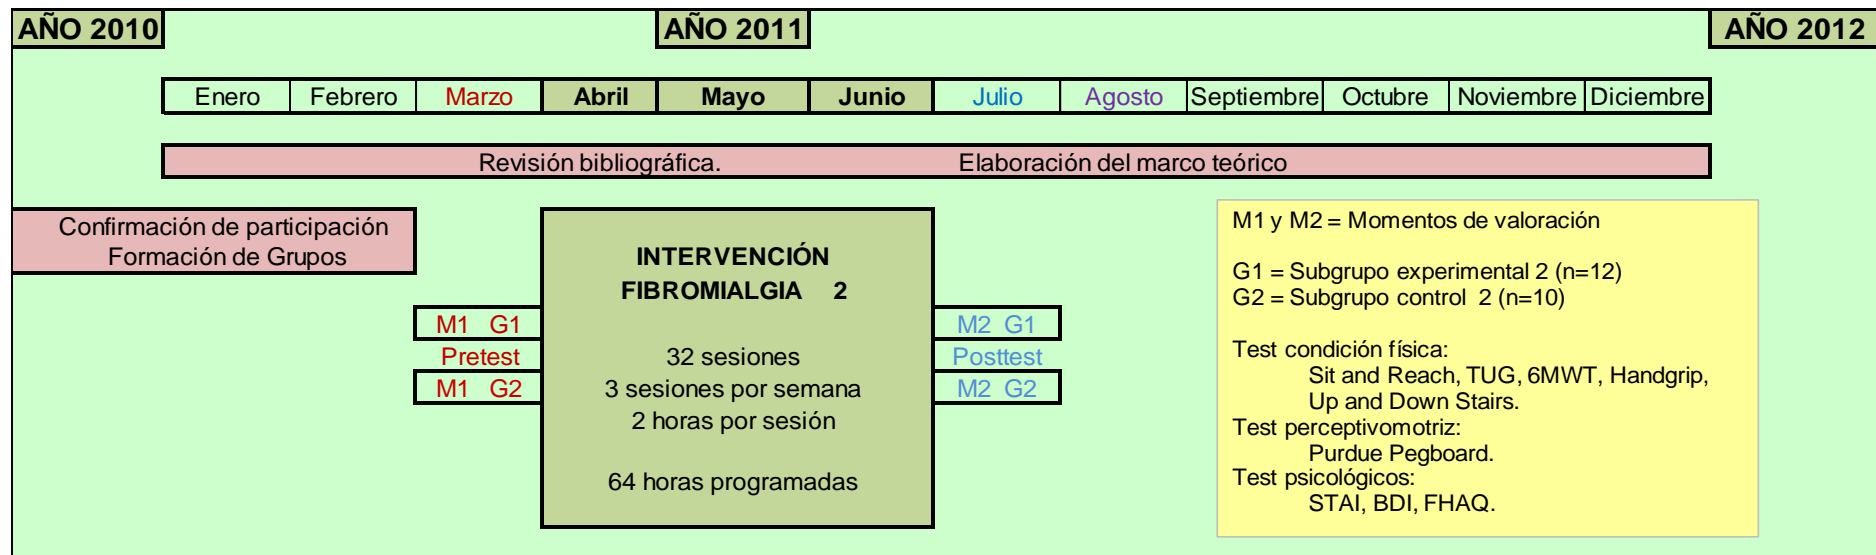 AÑO 2010 AÑO 2011 AÑO 2012
Enero Febrero Marzo Abril Mayo Junio Julio Agosto Septiembre Octubre Noviembre Diciembre
Revisión bibliográfica. Elaboración del marco teórico
Confirmación de participación
Formación de Grupos
M1 G1
Pretest
M1 G2
INTERVENCIÓN
FIBROMIALGIA 2
32 sesiones
3 sesiones por semana
2 horas por sesión
64 horas programadas
M2 G1
Posttest
M2 G2
M1 y M2 = Momentos de valoración
G1 = Subgrupo experimental 2 (n=12)
G2 = Subgrupo control 2 (n=10)
Test condición física:
Sit and Reach, TUG, 6MWT, Handgrip,
Up and Down Stairs.
Test perceptivomotriz:
Purdue Pegboard.
Test psicológicos:
STAI, BDI, FHAQ.